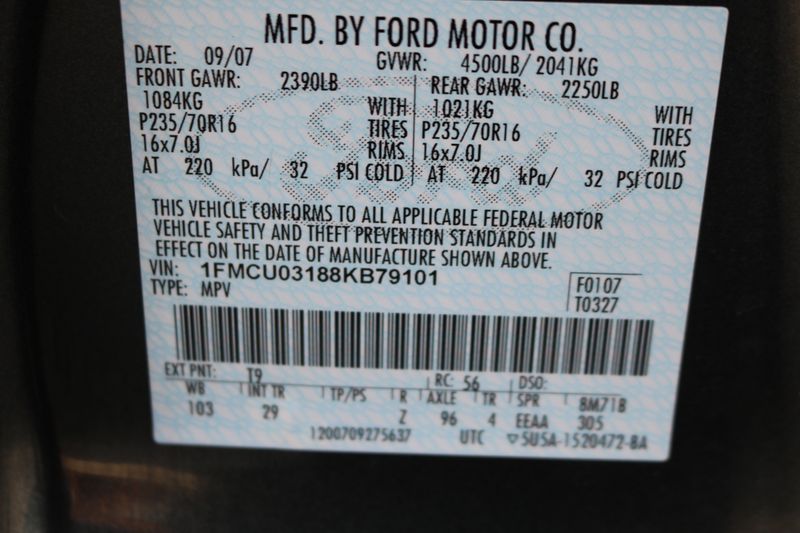 MFD. BY FORD MOTOR CO.
DATE: 09/07 GVWR: 4500LB/ 2041KG
FRONT GAWR: 2390LB REAR GAWR: 2250LB
1084KG WITH 1021KG WITH
P235/70R16 TIRES P235/70R16 TIRES
16x7.0J RIMS 16x7.0J RIMS
AT 220 kPa/ 32 PSI COLD AT 220 kPa/ 32 PSI COLD
THIS VEHICLE CONFORMS TO ALL APPLICABLE FEDERAL MOTOR
VEHICLE SAFETY AND THEFT PREVENTION STANDARDS IN
EFFECT ON THE DATE OF MANUFACTURE SHOWN ABOVE.
VIN: 1FMCU03188KB79101 F0107
TYPE: MPV T0327
EXT PNT: T9 RC: 56 DSO:
WB INT TR TP/PS R AXLE TR SPR 8M71B
103 29 Z 96 4 EEAA 305
1200709275637 UTC ▽5U5A-1520472-BA
Ford